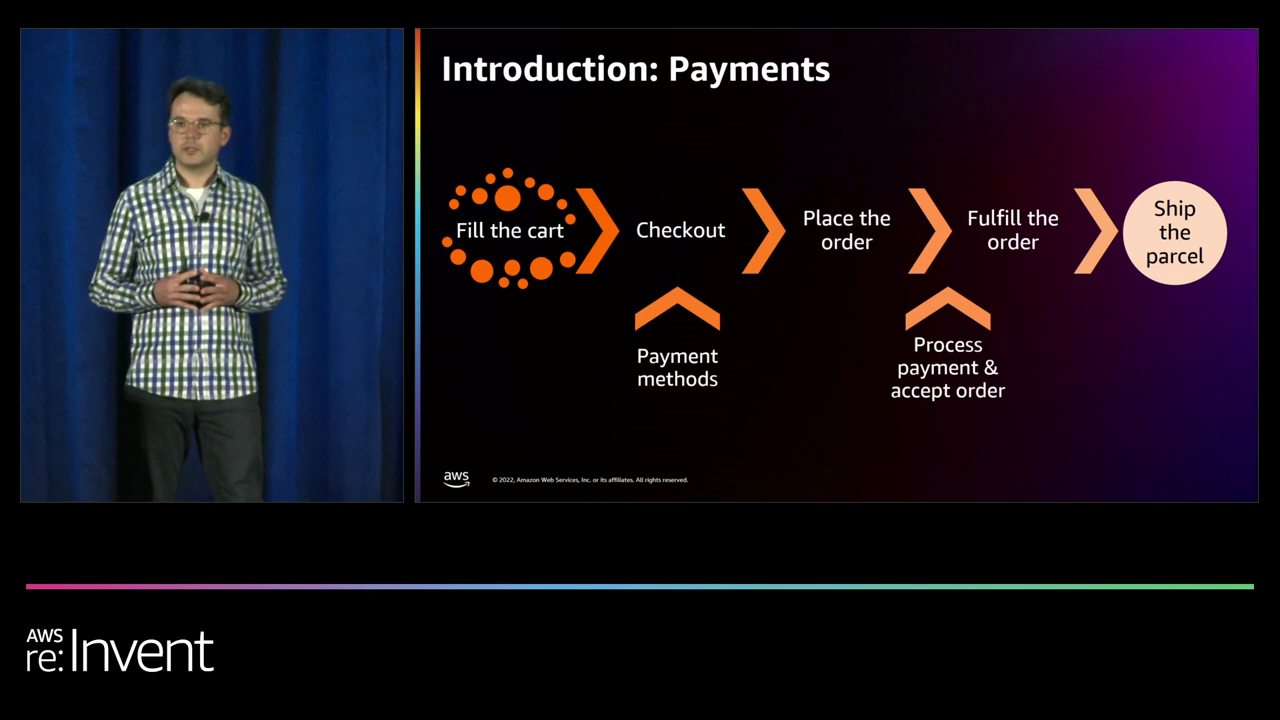 Introduction: Payments
Fill the cart
Checkout
Place the
order
Fulfill the
order
Ship
the
parcel
Payment
methods
Process
payment &
accept order
aws
© 2022, Amazon Web Services, Inc. or its affiliates. All rights reserved.
AWS
re:Invent